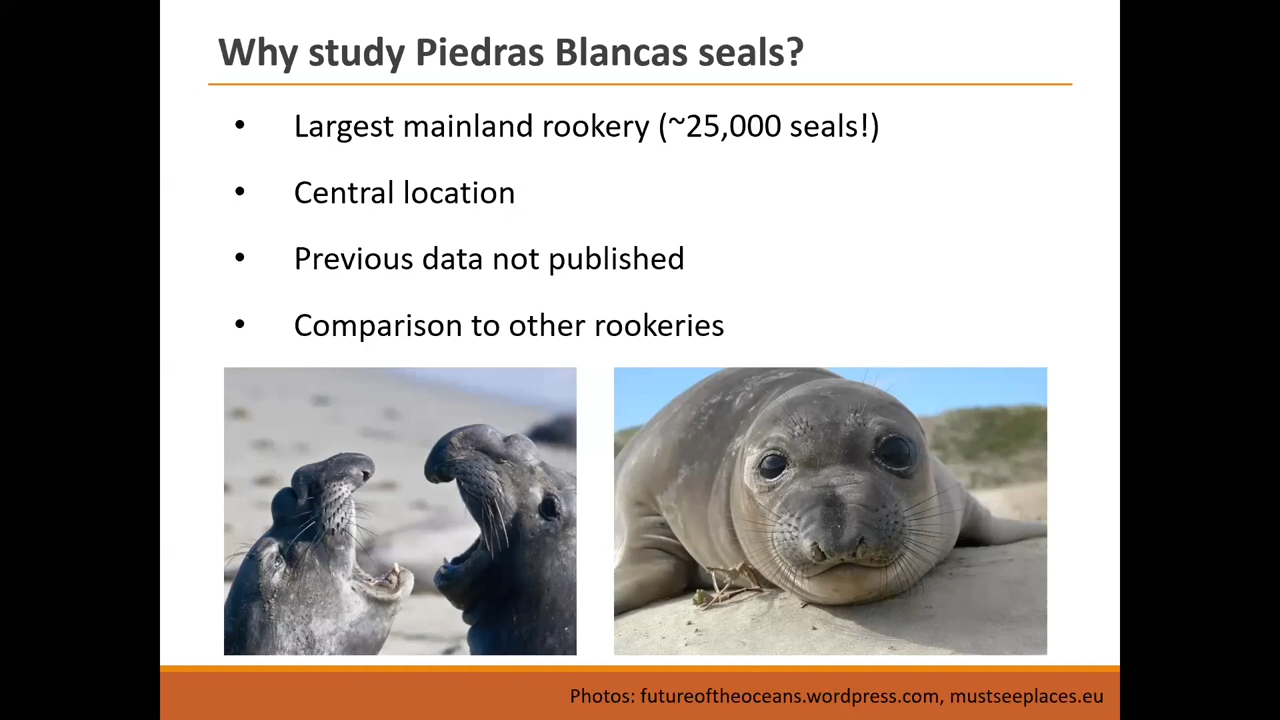 Why study Piedras Blancas seals?
• Largest mainland rookery (~25,000 seals!)
• Central location
• Previous data not published
• Comparison to other rookeries
Photos: futureoftheoceans.wordpress.com, mustseeplaces.eu